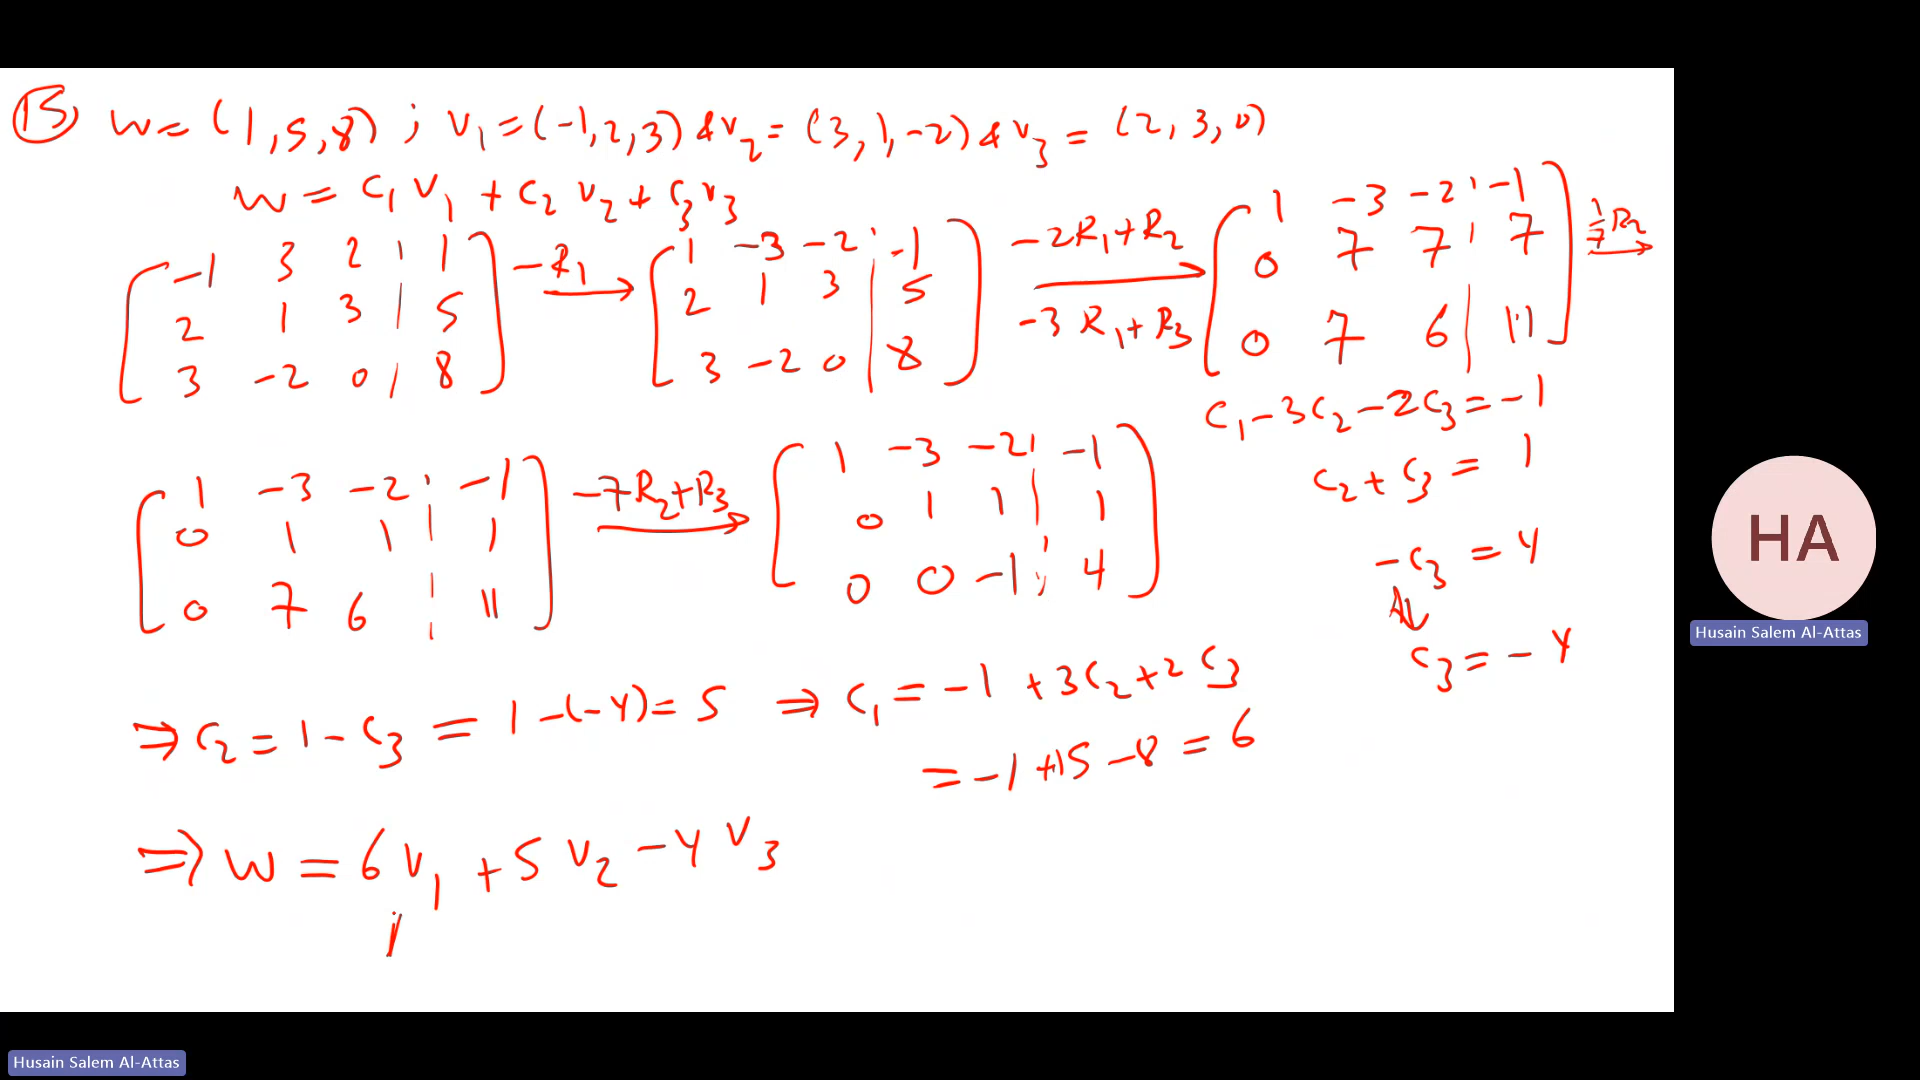 15) w = (1, 5, 8) ; v₁ = (-1, 2, 3) & v₂ = (3, 1, -2) & v₃ = (2, 3, 0)
w = c₁ v₁ + c₂ v₂ + c₃ v₃
[ -1 3 2 | 1 ; 2 1 3 | 5 ; 3 -2 0 | 8 ] -R₁ → [ 1 -3 -2 | -1 ; 2 1 3 | 5 ; 3 -2 0 | 8 ] -2R₁+R₂ → -3R₁+R₃ [ 1 -3 -2 | -1 ; 0 7 7 | 7 ; 0 7 6 | 11 ] 1/7 R₂ →
[ 1 -3 -2 | -1 ; 0 1 1 | 1 ; 0 7 6 | 11 ] -7R₂+R₃ → [ 1 -3 -2 | -1 ; 0 1 1 | 1 ; 0 0 -1 | 4 ]
c₁ - 3c₂ - 2c₃ = -1
c₂ + c₃ = 1
-c₃ = 4
⇓
c₃ = -4
⇒ c₂ = 1 - c₃ = 1 - (-4) = 5 ⇒ c₁ = -1 + 3c₂ + 2c₃
= -1 + 15 - 8 = 6
⇒ w = 6 v₁ + 5 v₂ - 4 v₃
HA
Husain Salem Al-Attas
Husain Salem Al-Attas